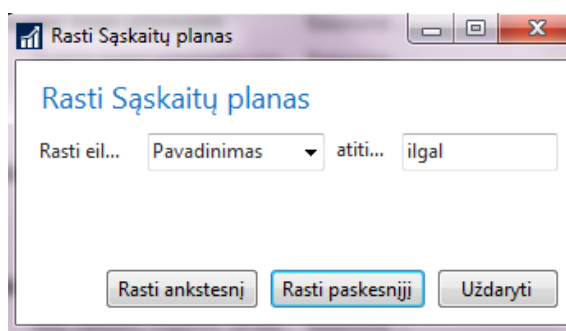 Rasti Sąskaitų planas
Rasti Sąskaitų planas
Rasti eil... Pavadinimas atiti... ilgal
Rasti ankstesnį Rasti paskesnįjį Uždaryti